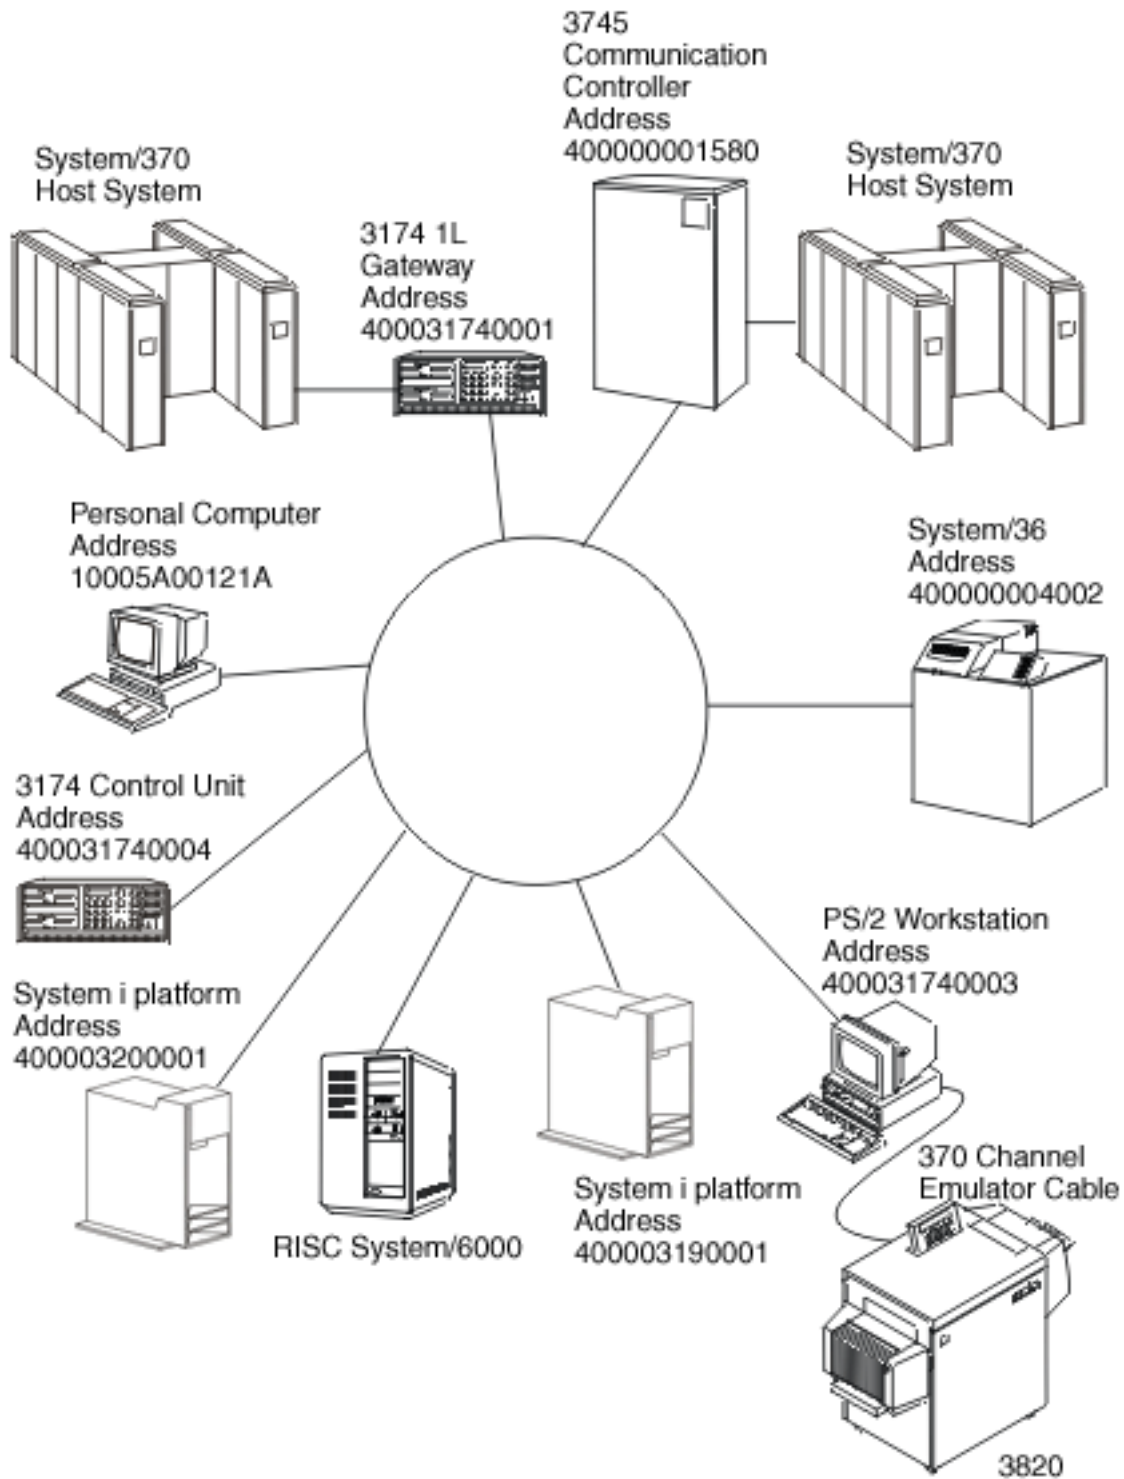 3745
Communication
Controller
Address
400000001580
System/370
Host System
System/370
Host System
3174 1L
Gateway
Address
400031740001
Personal Computer
Address
10005A00121A
System/36
Address
400000004002
3174 Control Unit
Address
400031740004
PS/2 Workstation
Address
400031740003
System i platform
Address
400003200001
370 Channel
Emulator Cable
System i platform
Address
400003190001
RISC System/6000
3820